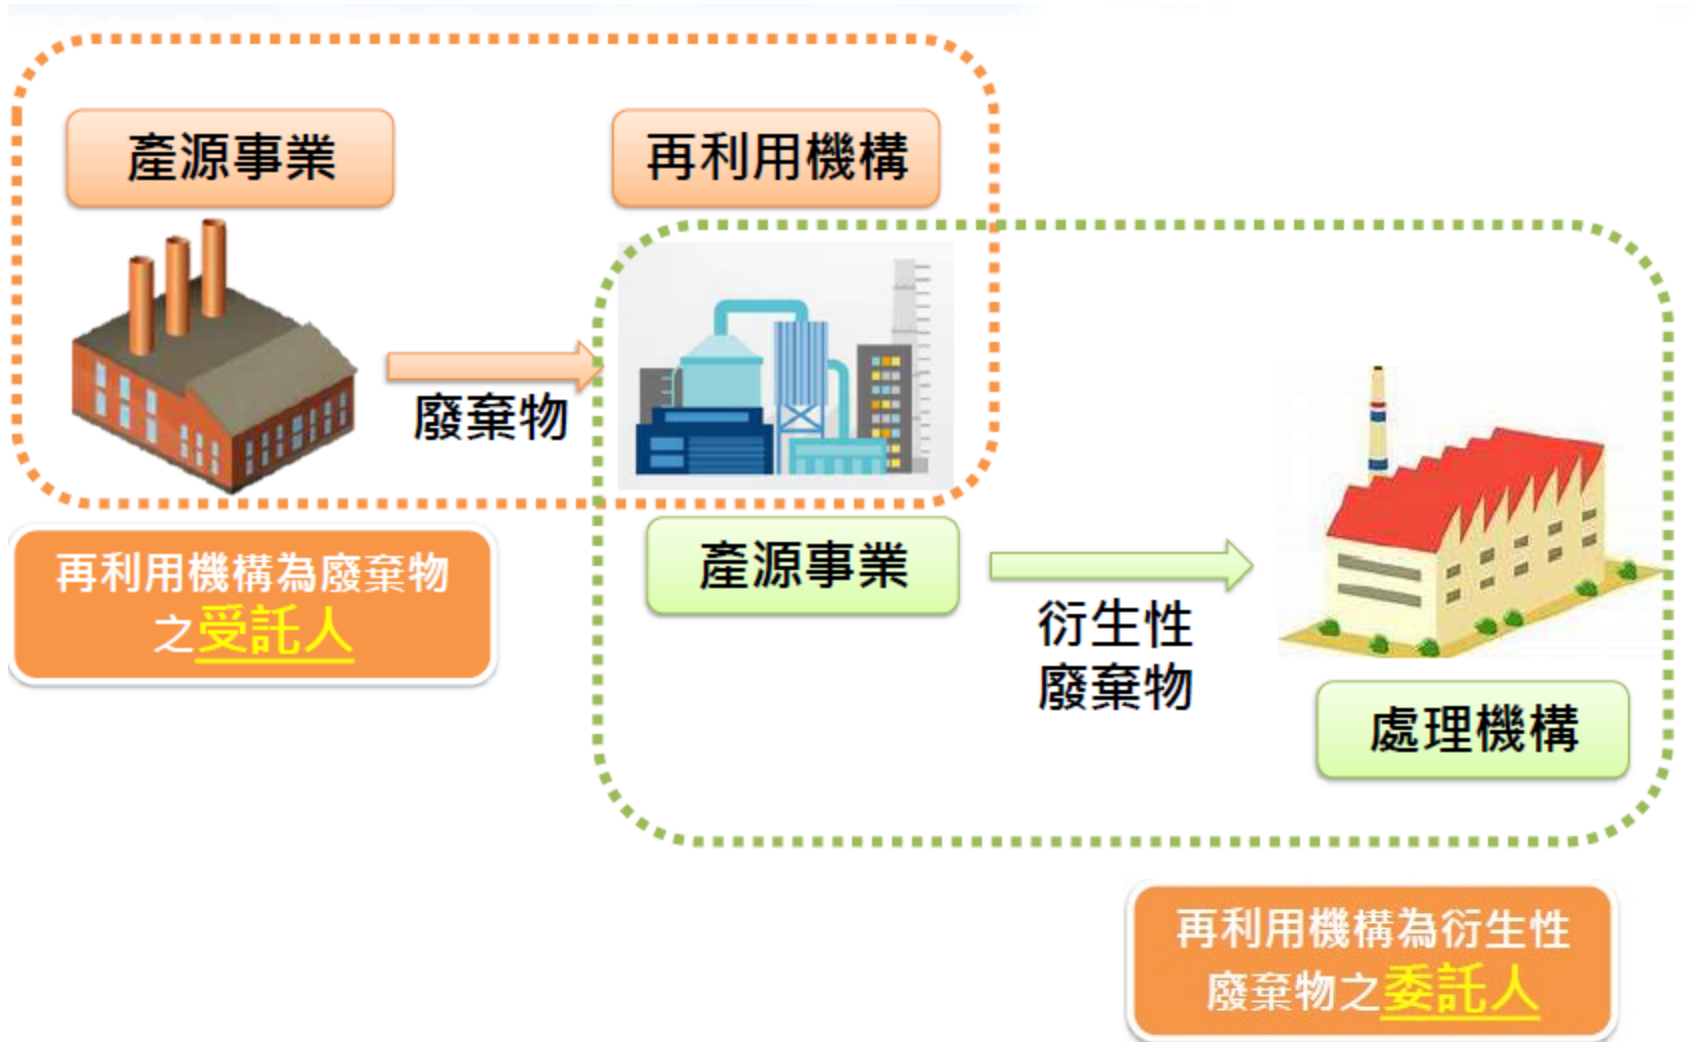 產源事業
再利用機構
廢棄物
再利用機構為廢棄物
之受託人
產源事業
衍生性
廢棄物
處理機構
再利用機構為衍生性
廢棄物之委託人